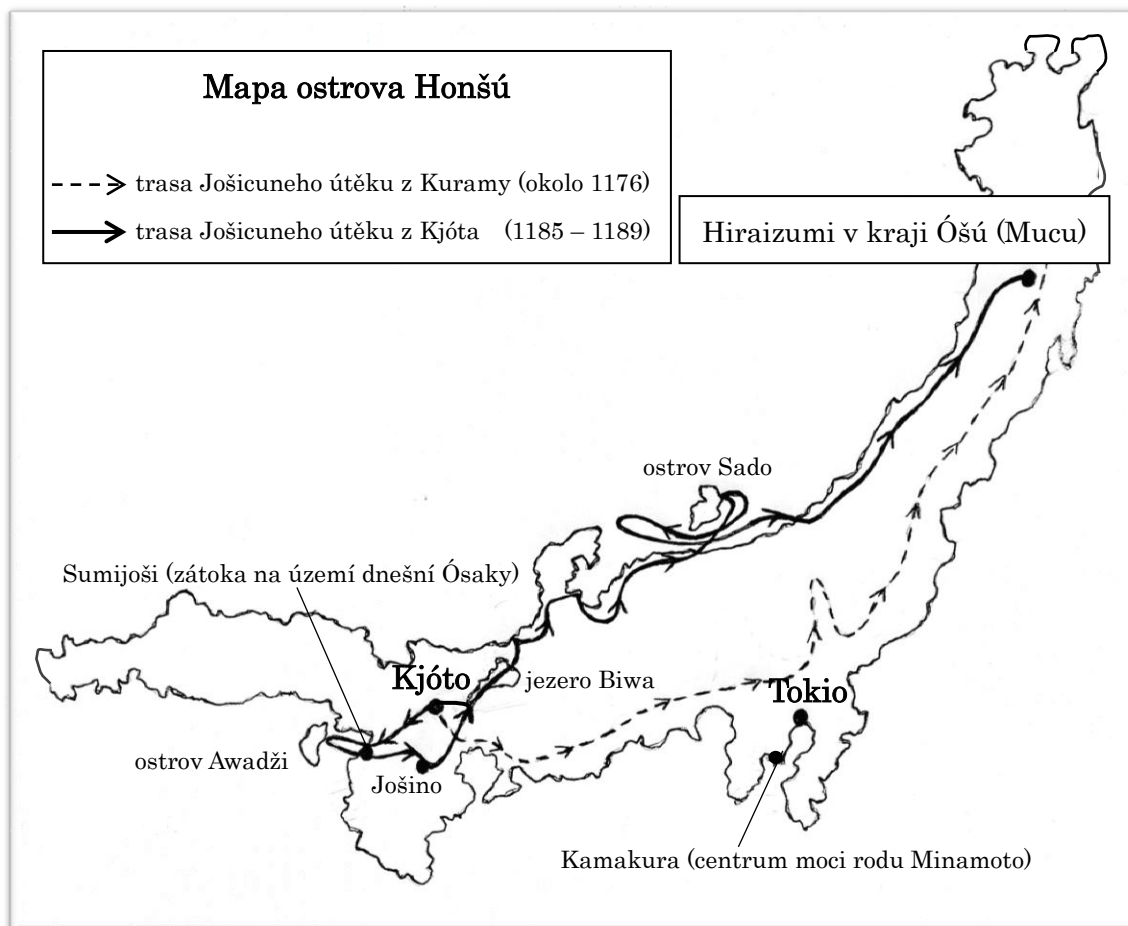 Mapa ostrova Honšú
trasa Jošicuneho útěku z Kuramy (okolo 1176)
trasa Jošicuneho útěku z Kjóta (1185 – 1189)
Hiraizumi v kraji Óšú (Mucu)
ostrov Sado
Sumijoši (zátoka na území dnešní Ósaky)
Kjóto
jezero Biwa
Tokio
ostrov Awadži
Jošino
Kamakura (centrum moci rodu Minamoto)